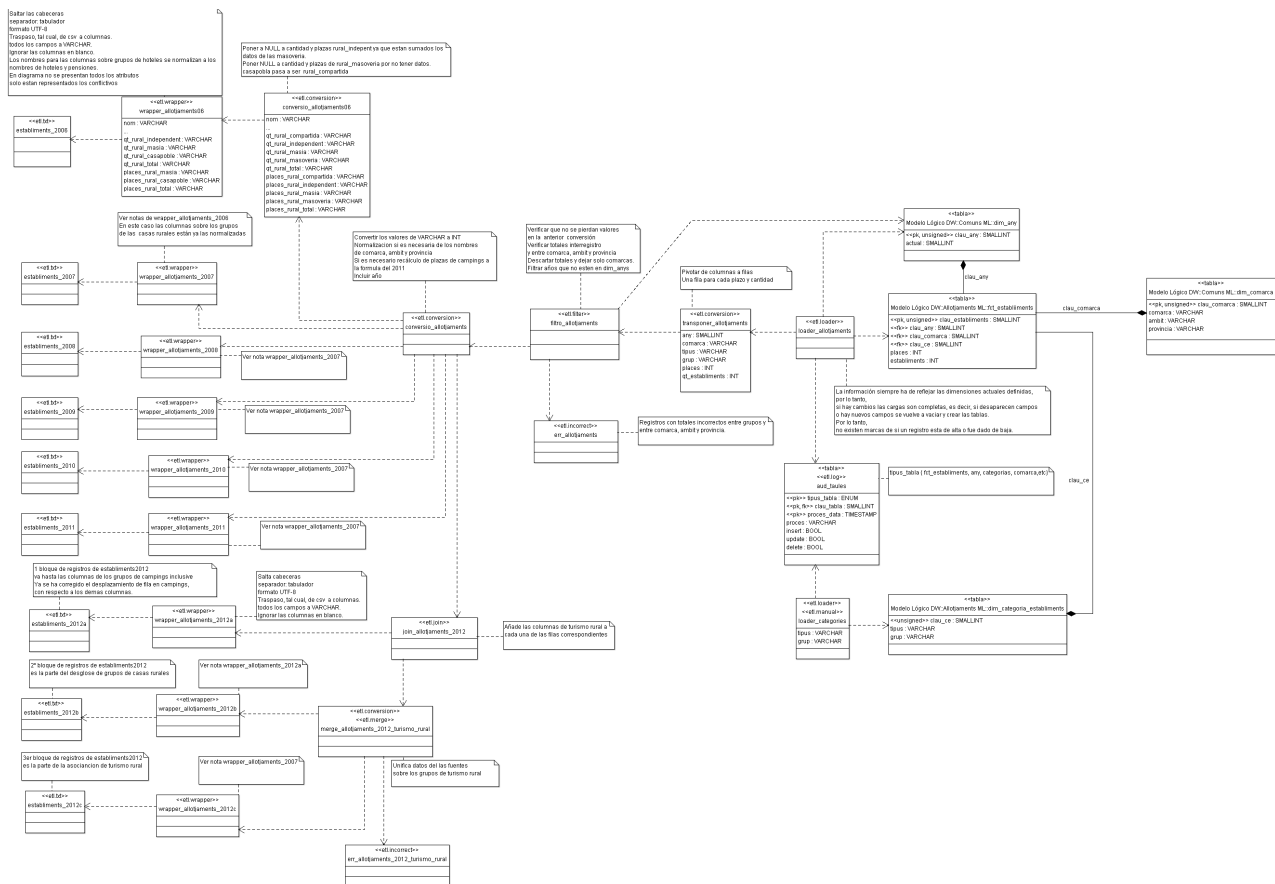 Saltar las cabeceras
separador: tabulador
formato UTF-8
Traspaso, tal cual, de csv a columnas.
todos los campos a VARCHAR.
Ignorar las columnas en blanco.
Los nombres para las columnas sobre grupos de hoteles se normalizan a los
nombres de hoteles y pensiones.
En diagrama no se presentan todos los atributos
solo estan representados los conflictivos
Poner a NULL a cantidad y plazas rural_indepent ya que estan sumados los
datos de las masoveria.
Poner NULL a cantidad y plazas de rural_masoveria por no tener datos.
casapobla pasa a ser rural_compartida
<<etl.td>>
establiments_2006
<<etl.wrapper>>
wrapper_allotjaments06
nom : VARCHAR
...
qt_rural_independent : VARCHAR
qt_rural_masia : VARCHAR
qt_rural_casapoble : VARCHAR
qt_rural_total : VARCHAR
places_rural_masia : VARCHAR
places_rural_casapoble : VARCHAR
places_rural_total : VARCHAR
<<etl.conversion>>
conversio_allotjaments06
nom : VARCHAR
...
qt_rural_compartida : VARCHAR
qt_rural_independent : VARCHAR
qt_rural_masia : VARCHAR
qt_rural_masoveria : VARCHAR
qt_rural_total : VARCHAR
places_rural_compartida : VARCHAR
places_rural_independent : VARCHAR
places_rural_masia : VARCHAR
places_rural_masoveria : VARCHAR
places_rural_total : VARCHAR
Ver notas de wrapper_allotjaments_2006
En este caso las columnas sobre los grupos
de las casas rurales están ya las normalizadas
<<etl.td>>
establiments_2007
<<etl.wrapper>>
wrapper_allotjaments_2007
Convertir los valores de VARCHAR a INT
Normalizacion si es necesaria de los nombres
de comarca, ambit y provincia
Si es necesario recálculo de plazas de campings a
la formula del 2011
Incluir año
<<etl.conversion>>
conversio_allotjaments
Verificar que no se pierdan valores
en la anterior conversión
Verificar totales interregistro
y entre comarca, ambit y provincia
Descartar totales y dejar solo comarcas.
Filtrar años que no esten en dim_anys
<<etl.filter>>
filtro_allotjaments
Pivotar de columnas a filas
Una fila para cada plazo y cantidad
<<etl.conversion>>
transponer_allotjaments
any : SMALLINT
comarca : VARCHAR
tipus : VARCHAR
grup : VARCHAR
places : INT
qt_establiments : INT
<<etl.loader>>
loader_allotjaments
<<tabla>>
Modelo Lógico DW::Comuns ML::dim_any
<<pk, unsigned>> clau_any : SMALLINT
actual : SMALLINT
clau_any
<<tabla>>
Modelo Lógico DW::Allotjaments ML::fct_establiments
<<pk, unsigned>> clau_establiments : SMALLINT
<<fk>> clau_any : SMALLINT
<<fk>> clau_comarca : SMALLINT
<<fk>> clau_ce : SMALLINT
places : INT
establiments : INT
clau_comarca
<<tabla>>
Modelo Lógico DW::Comuns ML::dim_comarca
<<pk, unsigned>> clau_comarca : SMALLINT
comarca : VARCHAR
ambit : VARCHAR
provincia : VARCHAR
<<etl.td>>
establiments_2008
<<etl.wrapper>>
wrapper_allotjaments_2008
Ver nota wrapper_allotjaments_2007
<<etl.td>>
establiments_2009
<<etl.wrapper>>
wrapper_allotjaments_2009
Ver nota wrapper_allotjaments_2007
<<etl.incorrect>>
err_allotjaments
Registros con totales incorrectos entre grupos y
entre comarca, ambit y provincia.
La información siempre ha de reflejar las dimensiones actuales definidas,
por lo tanto,
si hay cambios las cargas son completas, es decir, si desaparecen campos
o hay nuevos campos se vuelve a vaciar y crear las tablas.
Por lo tanto,
no existen marcas de si un registro esta de alta o fue dado de baja.
<<etl.td>>
establiments_2010
<<etl.wrapper>>
wrapper_allotjaments_2010
Ver nota wrapper_allotjaments_2007
<<tabla>>
<<etl.log>>
aud_taules
<<pk>> tipus_tabla : ENUM
<<pk, fk>> clau_tabla : SMALLINT
<<pk>> proces_data : TIMESTAMP
proces : VARCHAR
insert : BOOL
update : BOOL
delete : BOOL
tipus_tabla ( fct_establiments, any, categorias, comarca,etc)
clau_ce
<<etl.td>>
establiments_2011
<<etl.wrapper>>
wrapper_allotjaments_2011
Ver nota wrapper_allotjaments_2007
1 bloque de registros de establiments2012
va hasta las columnas de los grupos de campings inclusive
Ya se ha corregido el desplazamiento de fila en campings,
con respecto a los demas columnas.
Salta cabeceras
separador: tabulador
formato UTF-8
Traspaso, tal cual, de csv a columnas.
todos los campos a VARCHAR.
Ignorar las columnas en blanco.
<<etl.td>>
establiments_2012a
<<etl.wrapper>>
wrapper_allotjaments_2012a
<<etl.join>>
join_allotjaments_2012
Añade las columnas de turismo rural a
cada una de las filas correspondientes
<<etl.loader>>
<<etl.manual>>
loader_categories
tipus : VARCHAR
grup : VARCHAR
<<tabla>>
Modelo Lógico DW::Allotjaments ML::dim_categoria_establiments
<<unsigned>> clau_ce : SMALLINT
tipus : VARCHAR
grup : VARCHAR
2º bloque de registros de establiments2012
es la parte del desglose de grupos de casas rurales
Ver nota wrapper_allotjaments_2012a
<<etl.td>>
establiments_2012b
<<etl.wrapper>>
wrapper_allotjaments_2012b
<<etl.conversion>>
<<etl.merge>>
merge_allotjaments_2012_turismo_rural
3er bloque de registros de establiments2012
es la parte de la asociancion de turismo rural
Ver nota wrapper_allotjaments_2007
Unifica datos del las fuentes
sobre los grupos de turismo rural
<<etl.td>>
establiments_2012c
<<etl.wrapper>>
wrapper_allotjaments_2012c
<<etl.incorrect>>
err_allotjaments_2012_turismo_rural